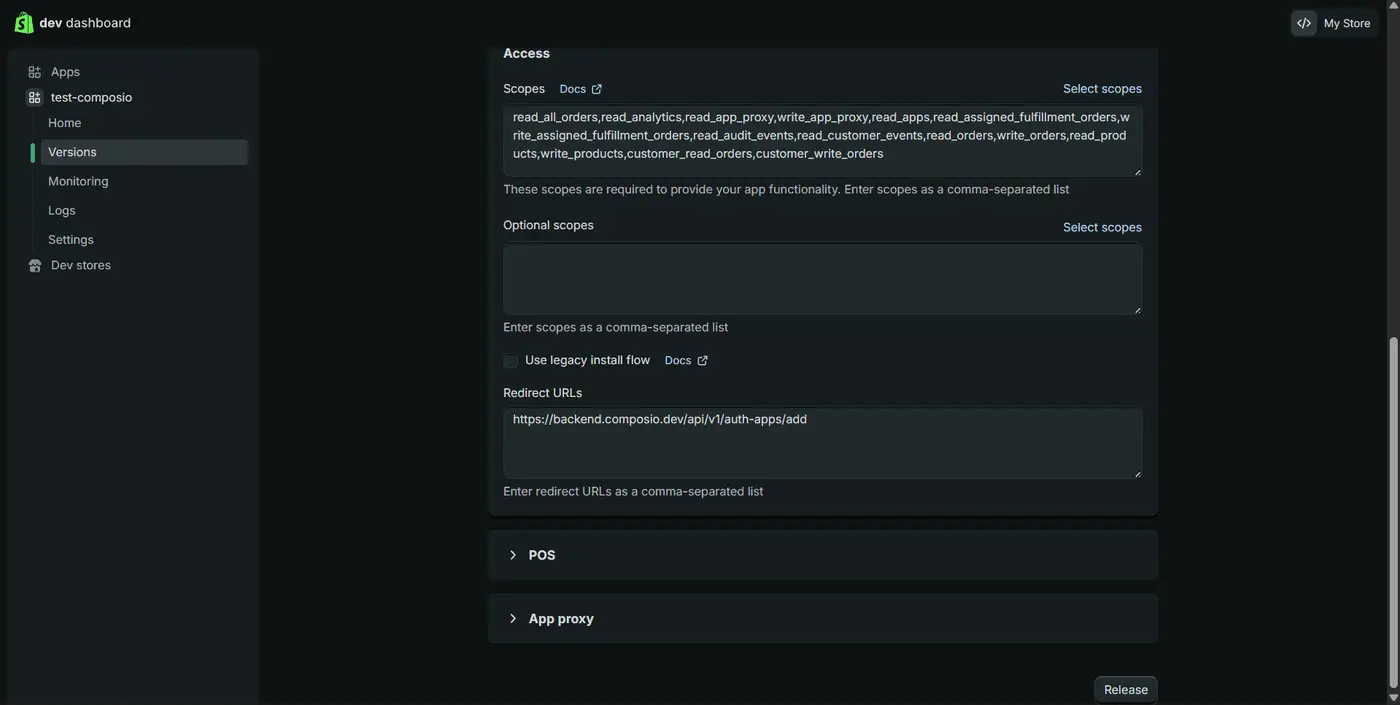 dev dashboard
My Store
Apps
test-composio
Home
Versions
Monitoring
Logs
Settings
Dev stores
Access
Scopes Docs Select scopes
read_all_orders,read_analytics,read_app_proxy,write_app_proxy,read_apps,read_assigned_fulfillment_orders,w
rite_assigned_fulfillment_orders,read_audit_events,read_customer_events,read_orders,write_orders,read_prod
ucts,write_products,customer_read_orders,customer_write_orders
These scopes are required to provide your app functionality. Enter scopes as a comma-separated list
Optional scopes Select scopes
Enter scopes as a comma-separated list
Use legacy install flow Docs
Redirect URLs
https://backend.composio.dev/api/v1/auth-apps/add
Enter redirect URLs as a comma-separated list
POS
App proxy
Release